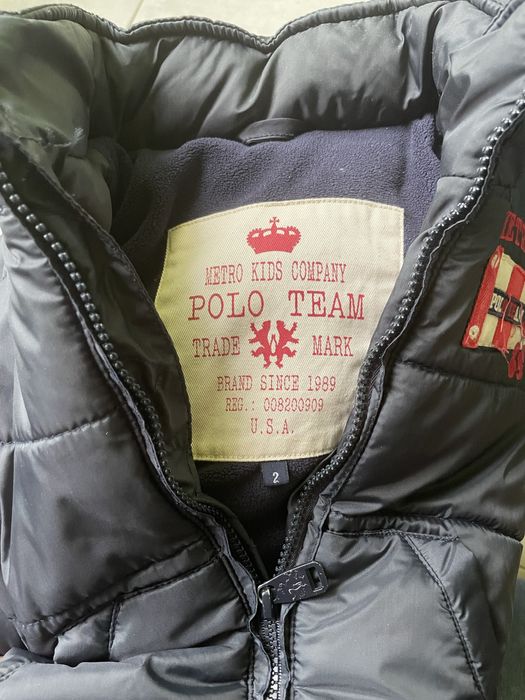 METRO KIDS COMPANY
POLO TEAM
TRADE MARK
BRAND SINCE 1989
REG.: 008200909
U.S.A.
2